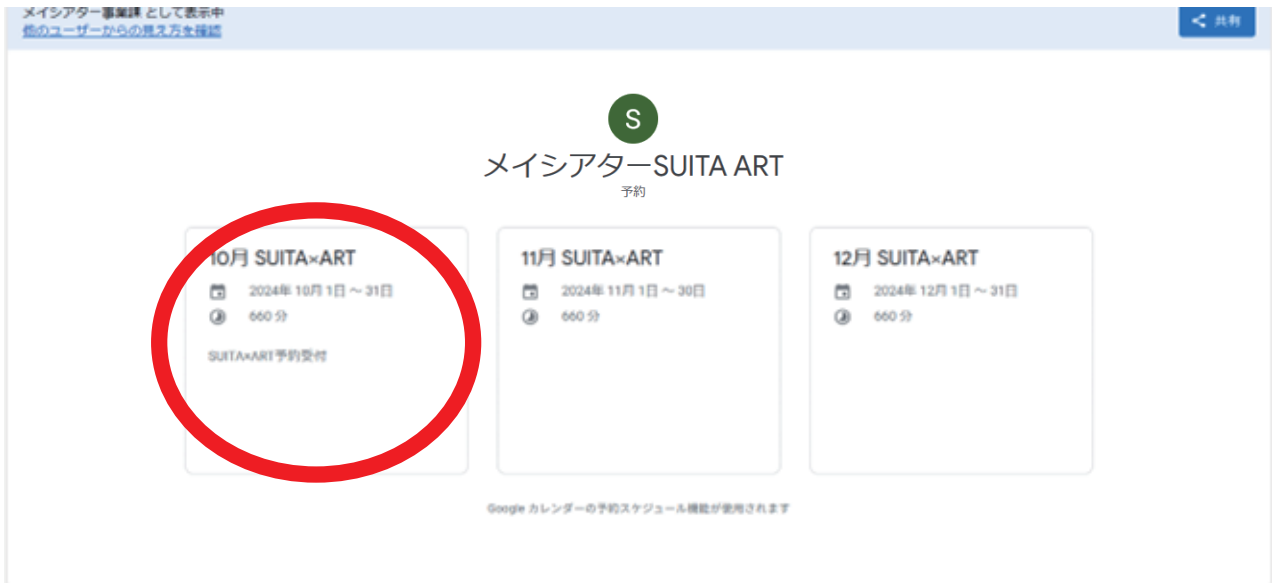 メイシアター事業課 として表示中
他のユーザーからの見え方を確認
共有
S
メイシアターSUITA ART
予約
10月 SUITA×ART
2024年 10月 1日 ～ 31日
660 分
SUITA×ART予約受付
11月 SUITA×ART
2024年 11月 1日 ～ 30日
660 分
12月 SUITA×ART
2024年 12月 1日 ～ 31日
660 分
Google カレンダーの予約スケジュール機能が使用されます